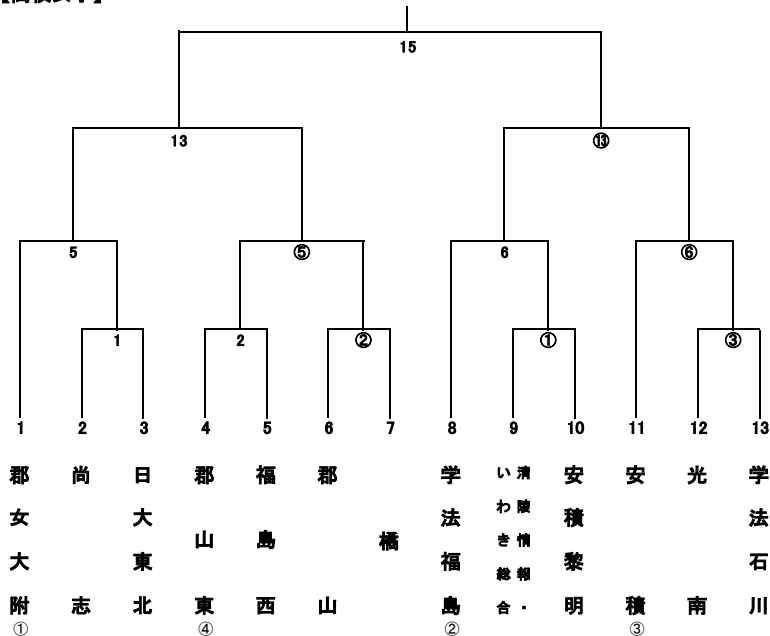 15
13
⑬
5
⑤
6
⑥
1
2
②
①
③
1 2 3 4 5 6 7 8 9 10 11 12 13
郡女大附
尚志
日大東北
郡山東
福島西
郡山
橘
学法福島
清陵情報・
いわき総合
安積黎明
安積
光南
学法石川
①
④
②
③